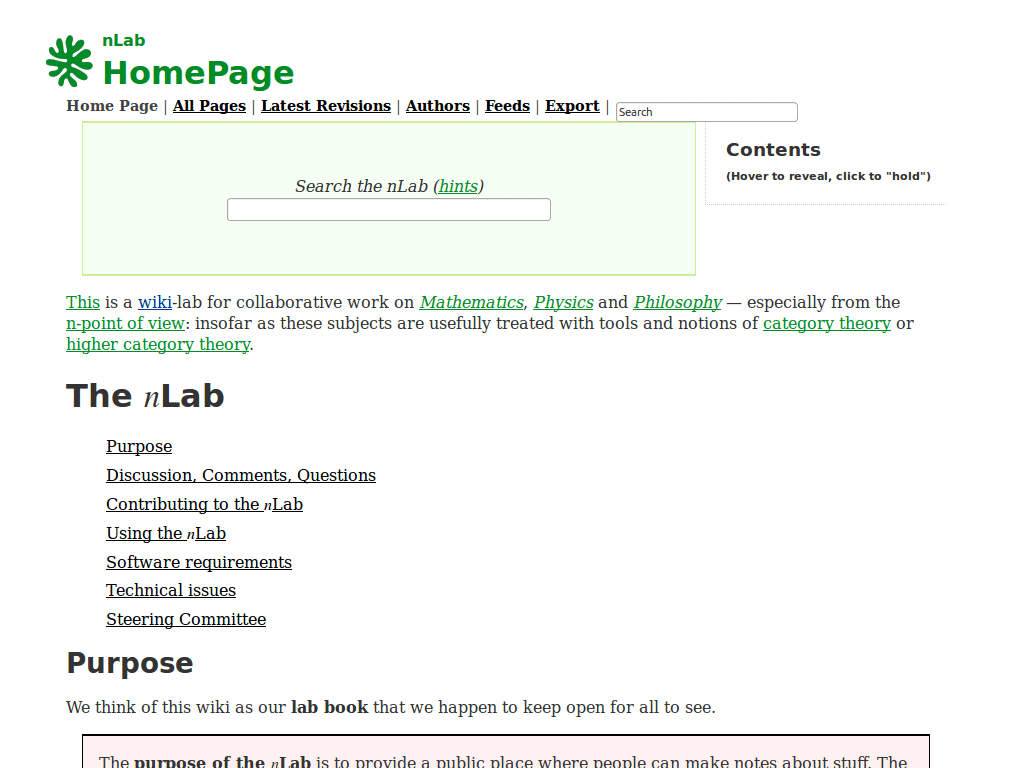 nLab
HomePage
Home Page | All Pages | Latest Revisions | Authors | Feeds | Export | Search
Contents
(Hover to reveal, click to "hold")
Search the nLab (hints)
This is a wiki-lab for collaborative work on Mathematics, Physics and Philosophy — especially from the
n-point of view: insofar as these subjects are usefully treated with tools and notions of category theory or
higher category theory.
The nLab
Purpose
Discussion, Comments, Questions
Contributing to the nLab
Using the nLab
Software requirements
Technical issues
Steering Committee
Purpose
We think of this wiki as our lab book that we happen to keep open for all to see.
The purpose of the nLab is to provide a public place where people can make notes about stuff. The